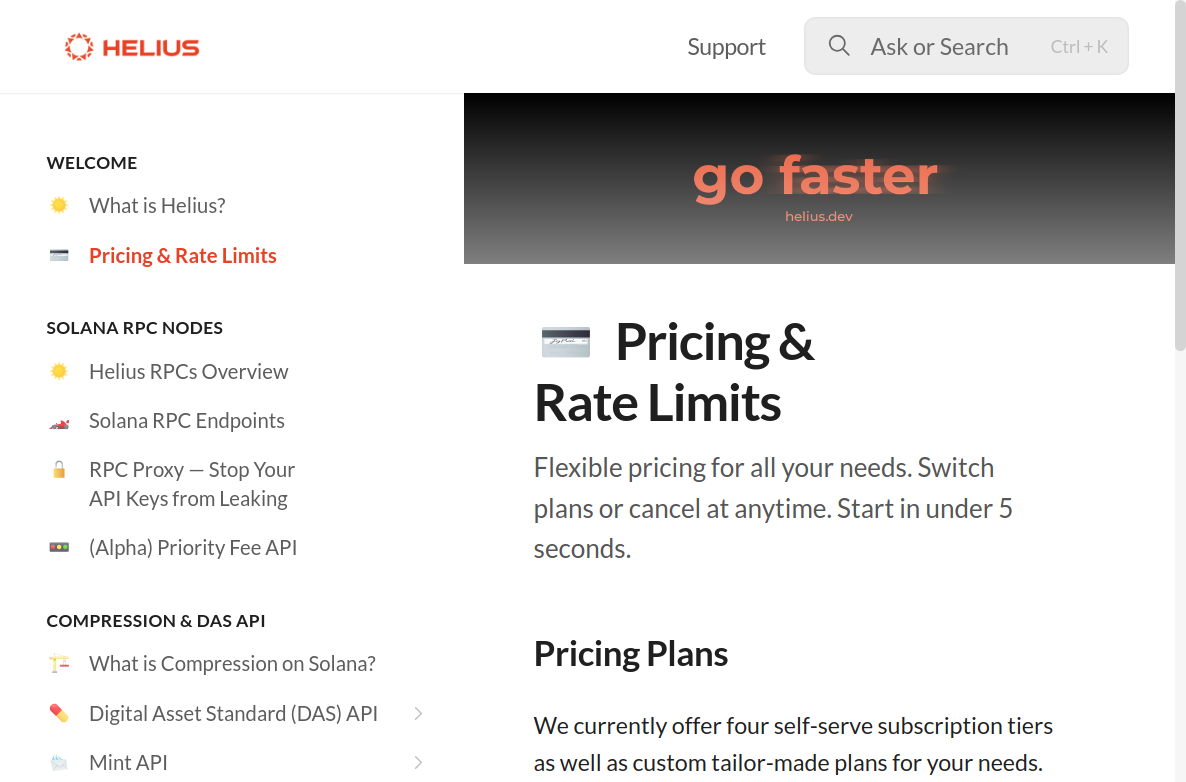 HELIUS
Support
Ask or Search
Ctrl + K
WELCOME
What is Helius?
Pricing & Rate Limits
SOLANA RPC NODES
Helius RPCs Overview
Solana RPC Endpoints
RPC Proxy — Stop Your
API Keys from Leaking
(Alpha) Priority Fee API
COMPRESSION & DAS API
What is Compression on Solana?
Digital Asset Standard (DAS) API
Mint API
go faster
helius.dev
Pricing &
Rate Limits
Flexible pricing for all your needs. Switch
plans or cancel at anytime. Start in under 5
seconds.
Pricing Plans
We currently offer four self-serve subscription tiers
as well as custom tailor-made plans for your needs.